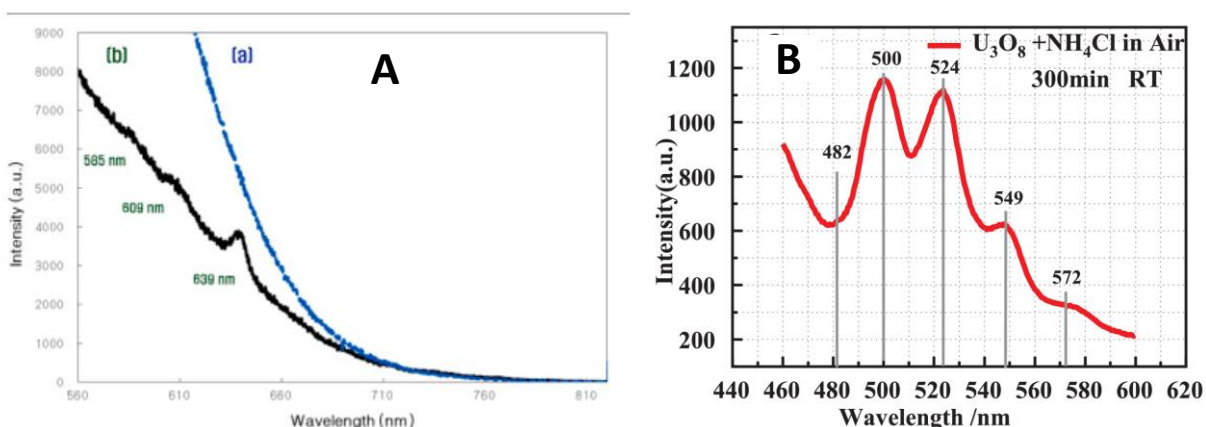 9000
8000
7000
6000
5000
4000
3000
2000
1000
0
Intensity (a.u.)
(b)
(a)
A
585 nm
609 nm
639 nm
560
610
660
710
760
810
Wavelength (nm)
B
U₃O₈ +NH₄Cl in Air
300min RT
1200
1000
800
600
400
200
Intensity(a.u.)
482
500
524
549
572
440
460
480
500
520
540
560
580
600
620
Wavelength /nm